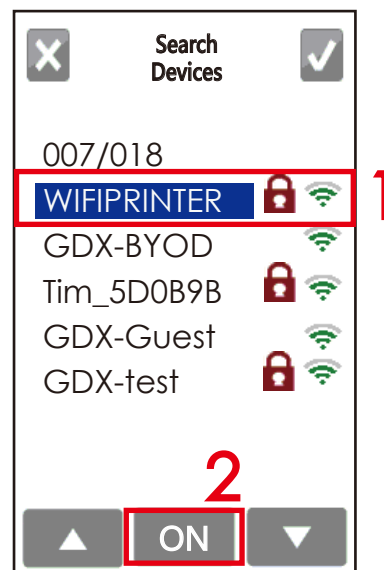 Search
Devices
007/018
WIFIPRINTER
1
GDX-BYOD
Tim_5D0B9B
GDX-Guest
GDX-test
2
ON